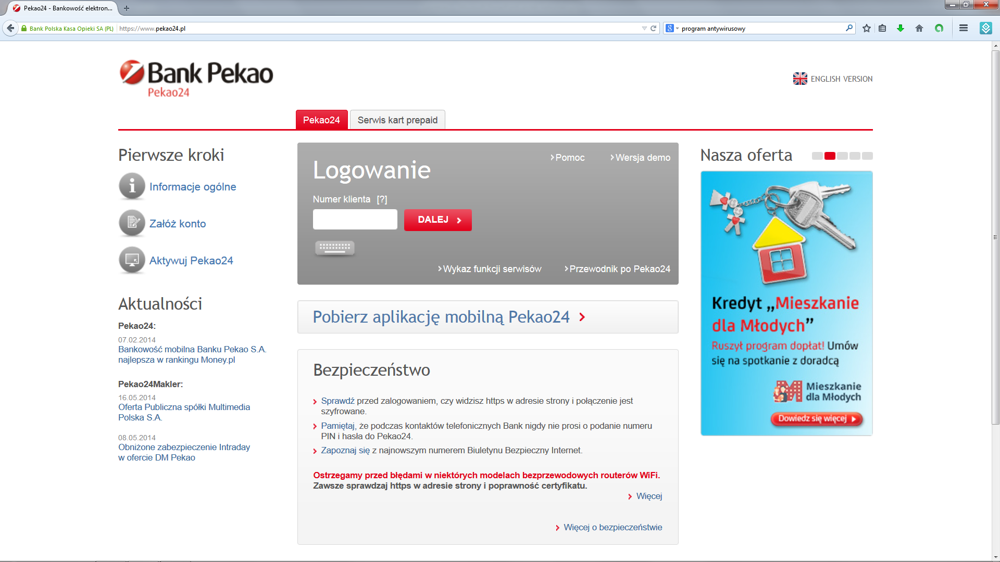 Pekao24 - Bankowość elektron...
Bank Polska Kasa Opieki SA (PL)
https://www.pekao24.pl
program antywirusowy
Bank Pekao
Pekao24
ENGLISH VERSION
Pekao24
Serwis kart prepaid
Pierwsze kroki
Informacje ogólne
Załóż konto
Aktywuj Pekao24
Aktualności
Pekao24:
07.02.2014
Bankowość mobilna Banku Pekao S.A.
najlepsza w rankingu Money.pl
Pekao24Makler:
16.05.2014
Oferta Publiczna spółki Multimedia
Polska S.A.
08.05.2014
Obniżone zabezpieczenie Intraday
w ofercie DM Pekao
Pomoc
Wersja demo
Logowanie
Numer klienta [?]
DALEJ
Wykaz funkcji serwisów
Przewodnik po Pekao24
Pobierz aplikację mobilną Pekao24
Bezpieczeństwo
Sprawdź przed zalogowaniem, czy widzisz https w adresie strony i połączenie jest
szyfrowane.
Pamiętaj, że podczas kontaktów telefonicznych Bank nigdy nie prosi o podanie numeru
PIN i hasła do Pekao24.
Zapoznaj się z najnowszym numerem Biuletynu Bezpieczny Internet.
Ostrzegamy przed błędami w niektórych modelach bezprzewodowych routerów WiFi.
Zawsze sprawdzaj https w adresie strony i poprawność certyfikatu.
Więcej
Więcej o bezpieczeństwie
Nasza oferta
Kredyt „Mieszkanie
dla Młodych”
Ruszył program dopłat! Umów
się na spotkanie z doradcą
Mieszkanie
dla Młodych
Dowiedz się więcej